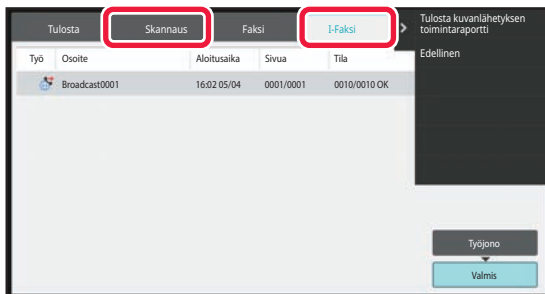 Tulosta Skannaus Faksi I-Faksi
Työ Osoite Aloitusaika Sivua Tila
Broadcast0001 16:02 05/04 0001/0001 0010/0010 OK
Tulosta kuvanlähetyksen
toimintaraportti
Edellinen
Työjono
Valmis